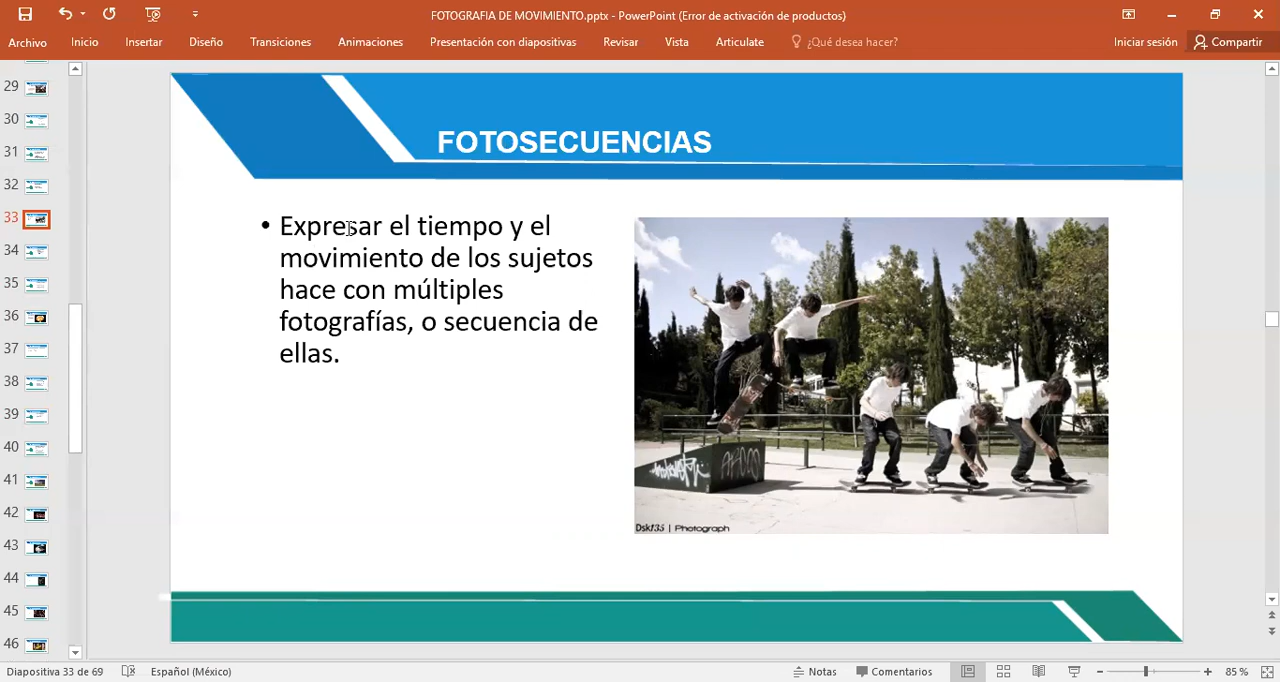 FOTOGRAFIA DE MOVIMIENTO.pptx - PowerPoint (Error de activación de productos)
Archivo Inicio Insertar Diseño Transiciones Animaciones Presentación con diapositivas Revisar Vista Articulate ¿Qué desea hacer? Iniciar sesión Compartir
29
30
31
32
33
34
35
36
37
38
39
40
41
42
43
44
45
46
FOTOSECUENCIAS
• Expresar el tiempo y el
movimiento de los sujetos
hace con múltiples
fotografías, o secuencia de
ellas.
Dsk135 | Photograph
Diapositiva 33 de 69 Español (México) Notas Comentarios 85 %